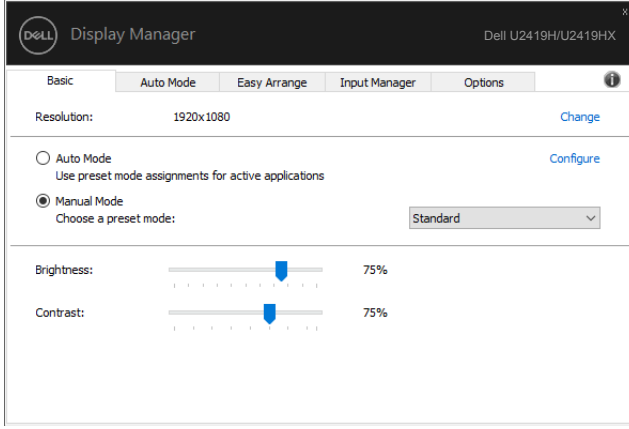 DELL Display Manager
Dell U2419H/U2419HX
x
Basic Auto Mode Easy Arrange Input Manager Options i
Resolution: 1920x1080 Change
Auto Mode Configure
Use preset mode assignments for active applications
Manual Mode
Choose a preset mode: Standard
Brightness: 75%
Contrast: 75%